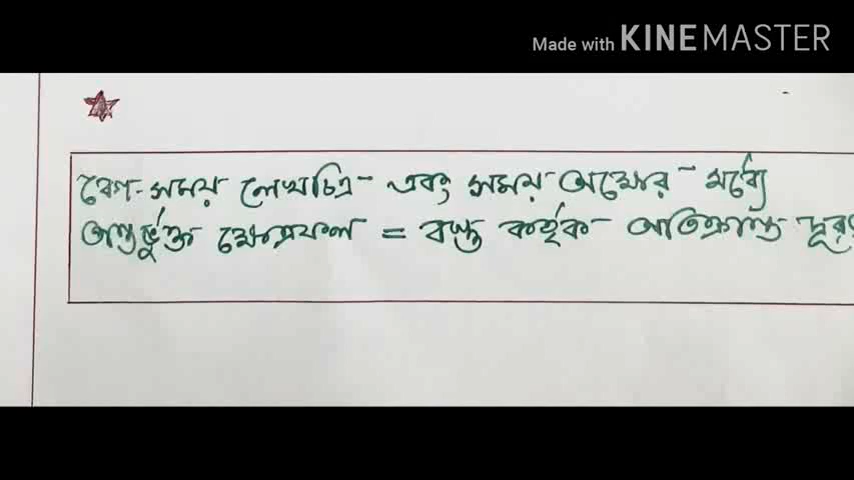 Made with KINEMASTER
বেগ-সময় লেখচিত্র এবং সময় অক্ষের মধ্যে
অন্তর্ভুক্ত ক্ষেত্রফল = বস্তু কর্তৃক অতিক্রান্ত